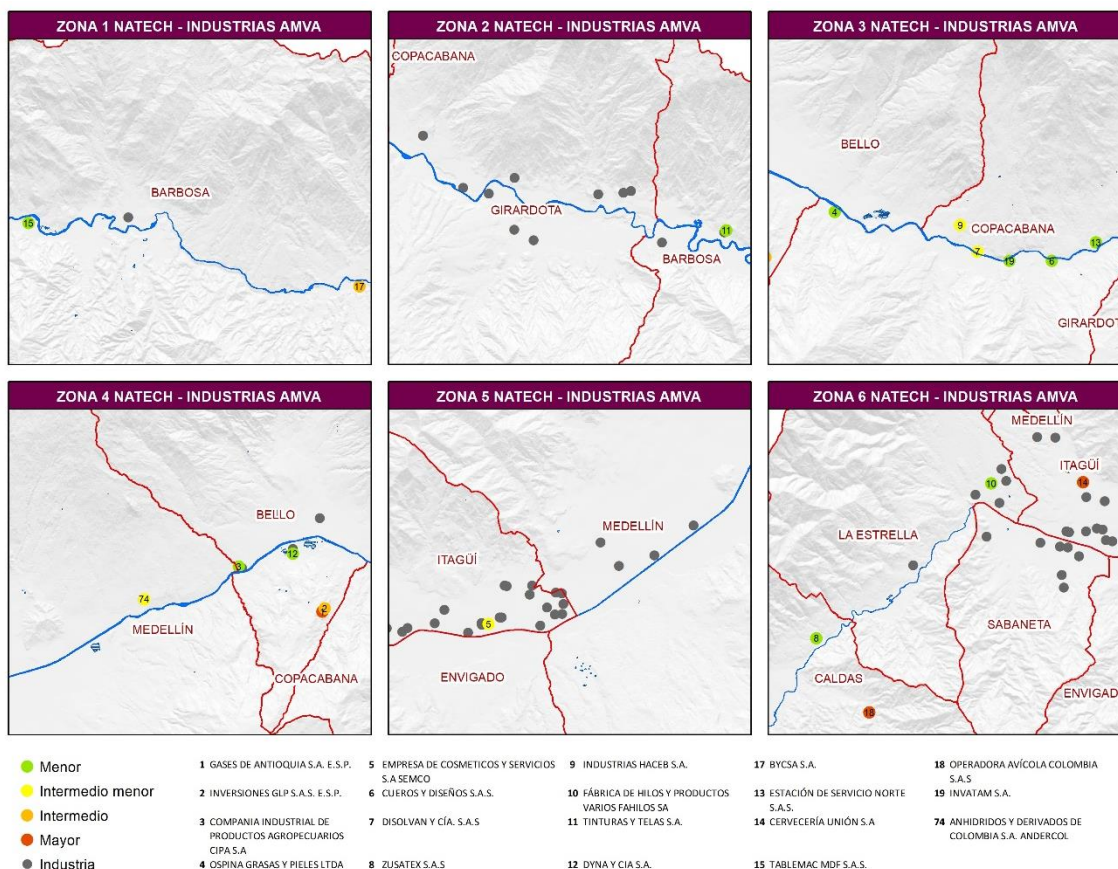 ZONA 1 NATECH - INDUSTRIAS AMVA
BARBOSA
15
17
ZONA 2 NATECH - INDUSTRIAS AMVA
COPACABANA
GIRARDOTA
11
BARBOSA
ZONA 3 NATECH - INDUSTRIAS AMVA
BELLO
4
9
COPACABANA
7
13
19
6
GIRARDOT
ZONA 4 NATECH - INDUSTRIAS AMVA
BELLO
12
3
74
2
MEDELLÍN
COPACABANA
ZONA 5 NATECH - INDUSTRIAS AMVA
MEDELLÍN
ITAGÜÍ
5
ENVIGADO
ZONA 6 NATECH - INDUSTRIAS AMVA
MEDELLÍN
ITAGÜÍ
10
14
LA ESTRELLA
SABANETA
8
CALDAS
ENVIGAD
18
Menor
Intermedio menor
Intermedio
Mayor
Industria
1 GASES DE ANTIOQUIA S.A. E.S.P.
2 INVERSIONES GLP S.A.S. E.S.P.
3 COMPANIA INDUSTRIAL DE
PRODUCTOS AGROPECUARIOS
CIPA S.A
4 OSPINA GRASAS Y PIELES LTDA
5 EMPRESA DE COSMETICOS Y SERVICIOS
S.A SEMCO
6 CUEROS Y DISEÑOS S.A.S.
7 DISOLVAN Y CÍA. S.A.S
8 ZUSATEX S.A.S
9 INDUSTRIAS HACEB S.A.
10 FÁBRICA DE HILOS Y PRODUCTOS
VARIOS FAHILOS SA
11 TINTURAS Y TELAS S.A.
12 DYNA Y CIA S.A.
17 BYCSA S.A.
13 ESTACIÓN DE SERVICIO NORTE
S.A.S.
14 CERVECERÍA UNIÓN S.A
15 TABLEMAC MDF S.A.S.
18 OPERADORA AVÍCOLA COLOMBIA
S.A.S
19 INVATAM S.A.
74 ANHIDRIDOS Y DERIVADOS DE
COLOMBIA S.A. ANDERCOL